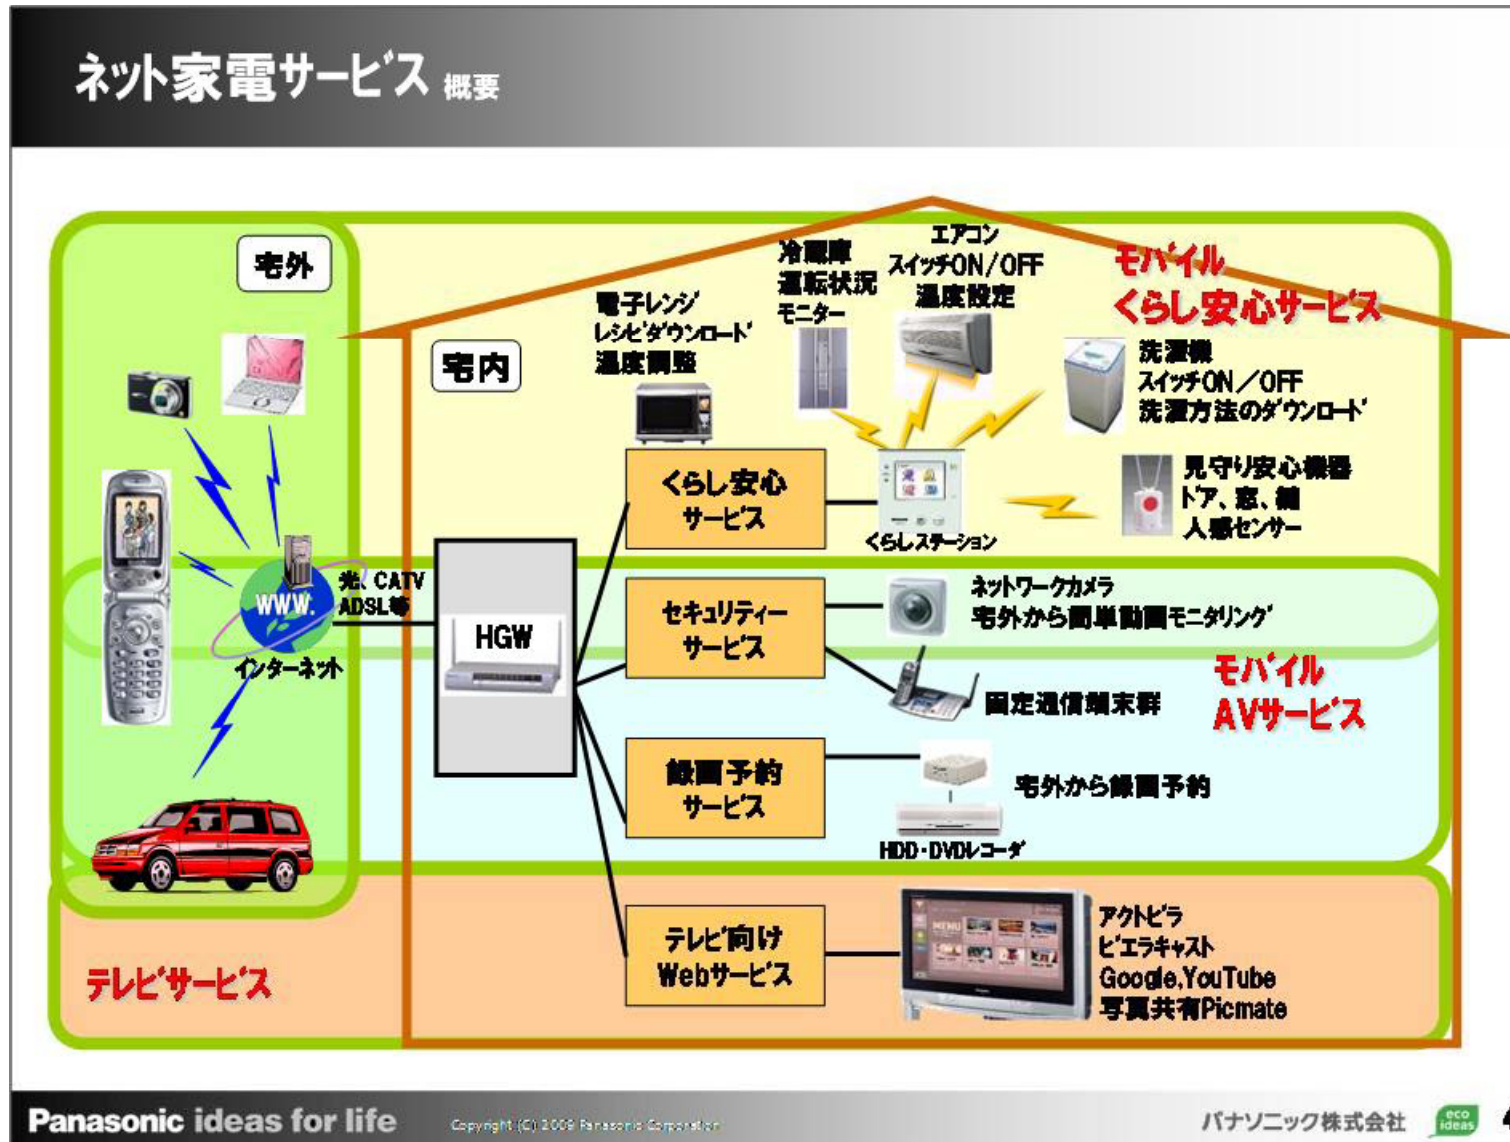 ネット家電サービス 概要
宅外
宅内
電子レンジ
レシピダウンロード
温度調整
冷蔵庫
運転状況
モニター
エアコン
スイッチON/OFF
温度設定
モバイル
くらし安心サービス
洗濯機
スイッチON/OFF
洗濯方法のダウンロード
くらし安心
サービス
くらしステーション
見守り安心機器
ドア、窓、鍵
人感センサー
WWW.
インターネット
光、CATV
ADSL等
HGW
セキュリティー
サービス
ネットワークカメラ
宅外から簡単動画モニタリング
固定通信端末群
モバイル
AVサービス
録画予約
サービス
宅外から録画予約
HDD・DVDレコーダ
テレビサービス
テレビ向け
Webサービス
MENU
アクトビラ
ビエラキャスト
Google,YouTube
写真共有Picmate
Panasonic ideas for life
Copyright (C) 2009 Panasonic Corporation
パナソニック株式会社
eco
ideas